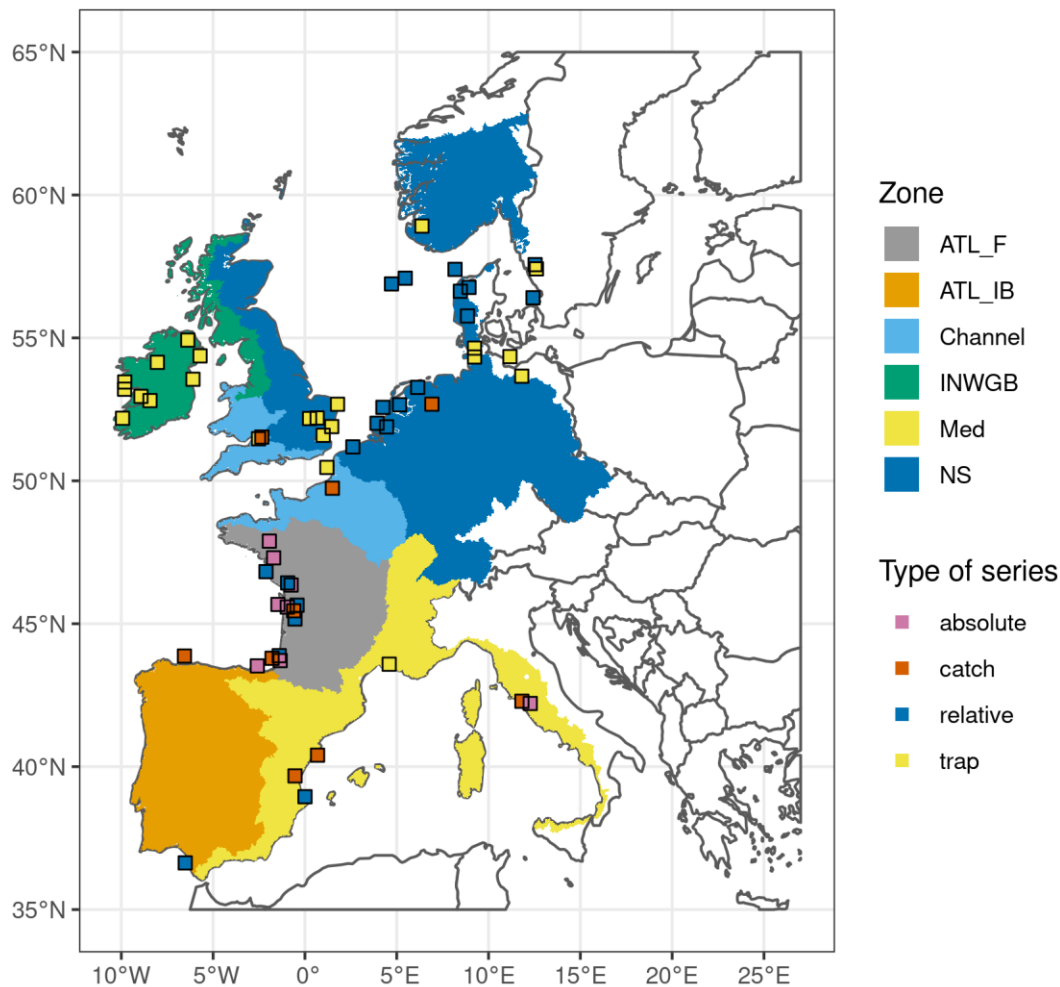 65°N
60°N
55°N
50°N
45°N
40°N
35°N
10°W 5°W 0° 5°E 10°E 15°E 20°E 25°E
Zone
ATL_F
ATL_IB
Channel
INWGB
Med
NS
Type of series
absolute
catch
relative
trap